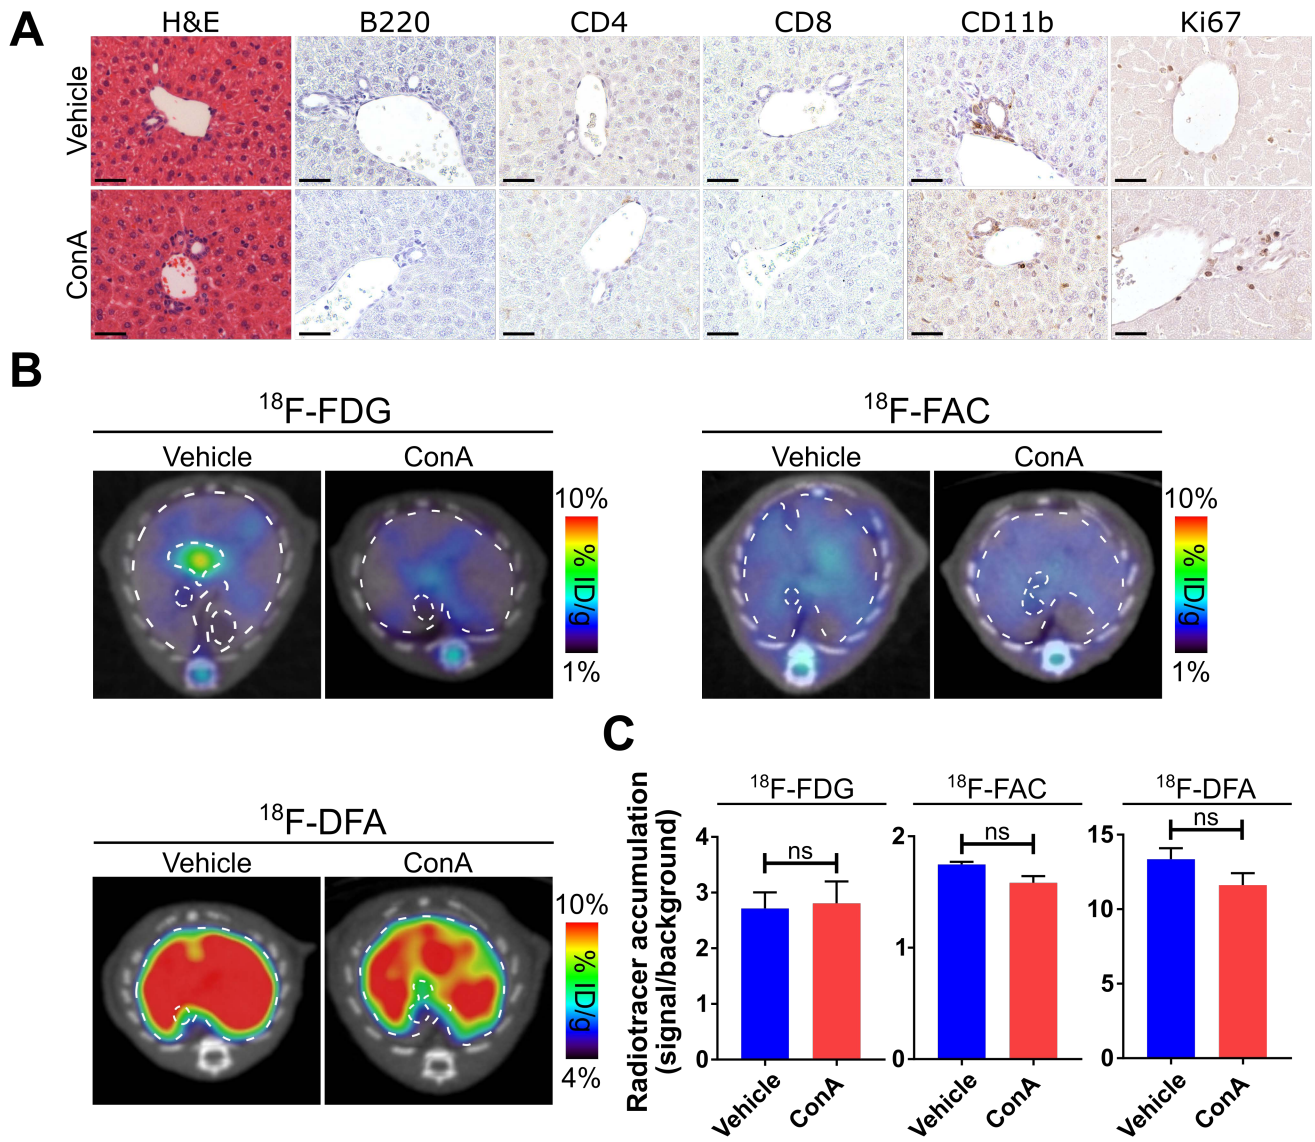 A
H&E B220 CD4 CD8 CD11b Ki67
Vehicle
ConA
B
18F-FDG
Vehicle ConA
10%
% ID/g
1%
18F-FAC
Vehicle ConA
10%
% ID/g
1%
18F-DFA
Vehicle ConA
10%
% ID/g
4%
C
Radiotracer accumulation
(signal/background)
18F-FDG
4
3
2
1
0
ns
Vehicle ConA
18F-FAC
2
1
0
ns
Vehicle ConA
18F-DFA
15
10
5
0
ns
Vehicle ConA